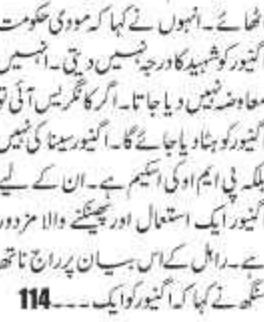 اٹھائے۔ انہوں نے کہا کہ مودی حکومت
اگنیور کو شہید کا درجہ نہیں دیتی۔ انہیں
معاوضہ نہیں دیا جاتا۔ اگر کانگریس آئی تو
اگنیور کو ہٹا دیا جائے گا۔ اگنیور سینا کی نہیں
بلکہ پی ایم او کی اسکیم ہے۔ ان کے لیے
اگنیور ایک استعمال اور پھینکنے والا مزدور
ہے۔ راہل کے اس بیان پر راج ناتھ
سنگھ نے کہا کہ اگنیور کو ایک ۔۔۔114